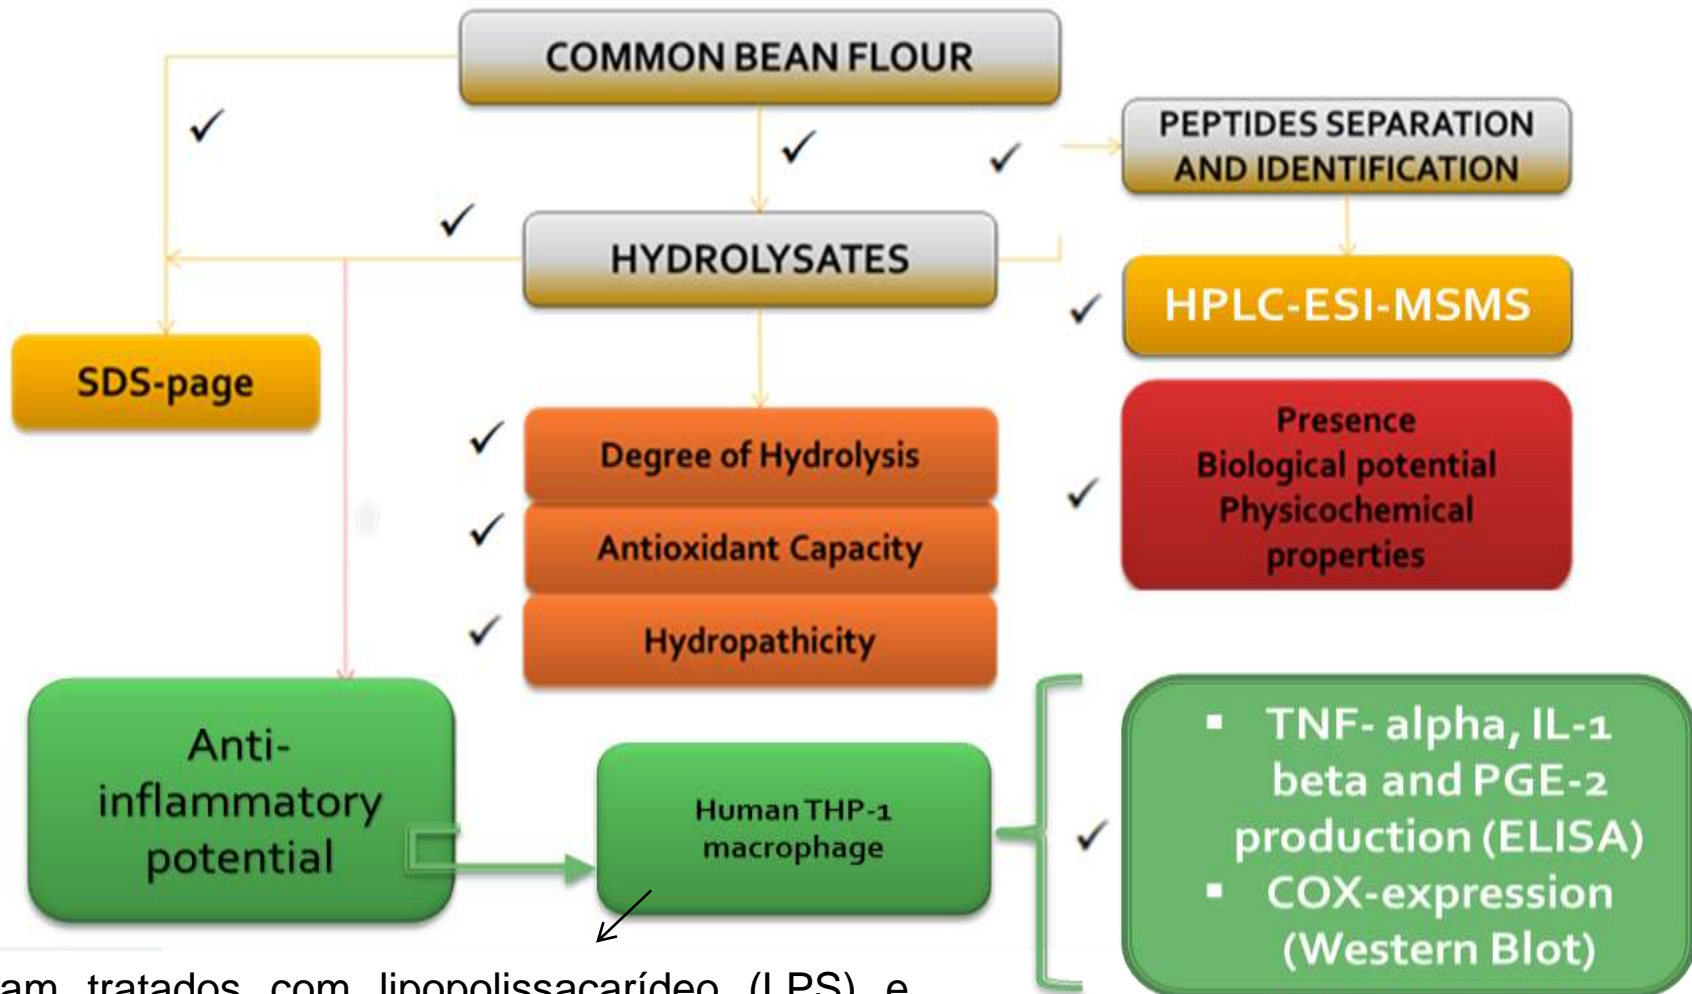 COMMON BEAN FLOUR
PEPTIDES SEPARATION
AND IDENTIFICATION
HYDROLYSATES
HPLC-ESI-MSMS
SDS-page
Presence
Biological potential
Physicochemical
properties
Degree of Hydrolysis
Antioxidant Capacity
Hydropathicity
Anti-
inflammatory
potential
Human THP-1
macrophage
▪ TNF- alpha, IL-1
beta and PGE-2
production (ELISA)
▪ COX-expression
(Western Blot)
am tratados com lipopolissacarídeo (LPS) e